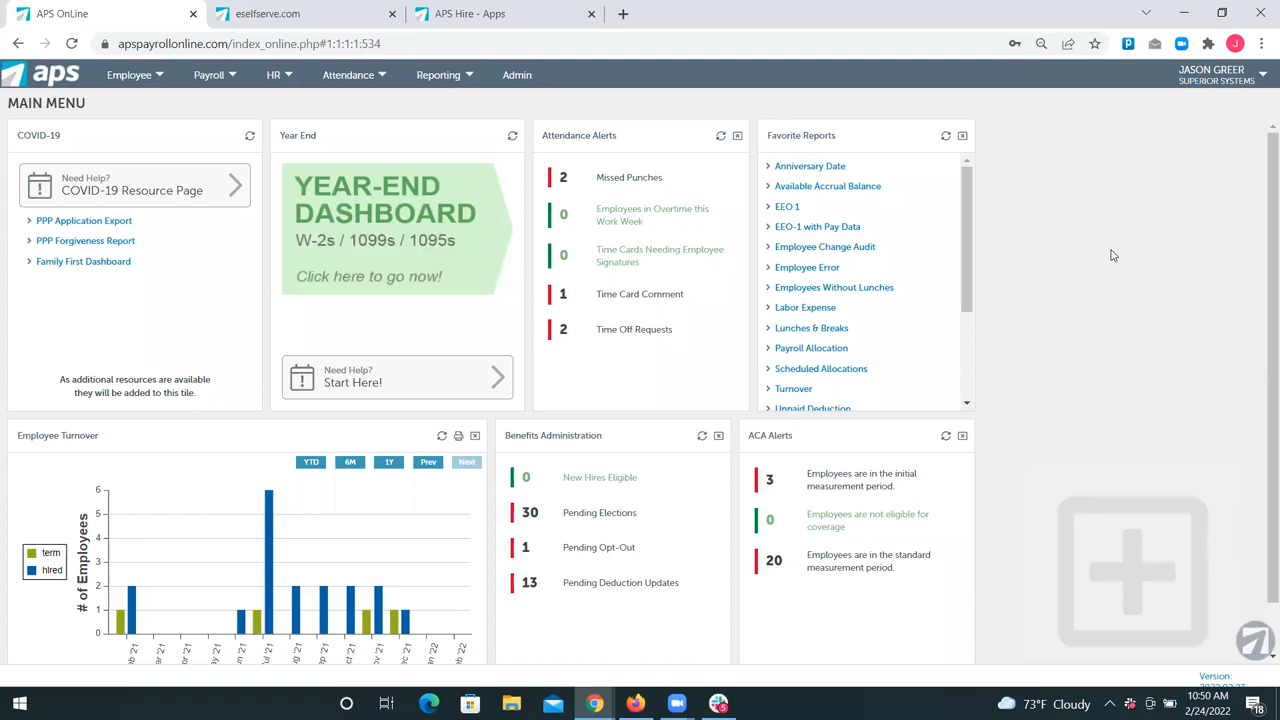 APS OnLine
eselfserve.com
APS Hire - Apps
apspayrollonline.com/index_online.php#1:1:1:1:534
P
J
aps
Employee
Payroll
HR
Attendance
Reporting
Admin
JASON GREER
SUPERIOR SYSTEMS
MAIN MENU
COVID-19
Need Help?
COVID-19 Resource Page
PPP Application Export
PPP Forgiveness Report
Family First Dashboard
As additional resources are available
they will be added to this tile.
Year End
YEAR-END
DASHBOARD
W-2s / 1099s / 1095s
Click here to go now!
Need Help?
Start Here!
Attendance Alerts
2 Missed Punches
0 Employees in Overtime this
Work Week
0 Time Cards Needing Employee
Signatures
1 Time Card Comment
2 Time Off Requests
Favorite Reports
Anniversary Date
Available Accrual Balance
EEO 1
EEO-1 with Pay Data
Employee Change Audit
Employee Error
Employees Without Lunches
Labor Expense
Lunches & Breaks
Payroll Allocation
Scheduled Allocations
Turnover
Unpaid Deduction
Employee Turnover
YTD
6M
1Y
Prev
Next
# of Employees
6
5
4
3
2
1
0
term
hired
Benefits Administration
0 New Hires Eligible
30 Pending Elections
1 Pending Opt-Out
13 Pending Deduction Updates
ACA Alerts
3 Employees are in the initial
measurement period.
0 Employees are not eligible for
coverage
20 Employees are in the standard
measurement period.
Version:
73°F Cloudy
10:50 AM
2/24/2022
18
5